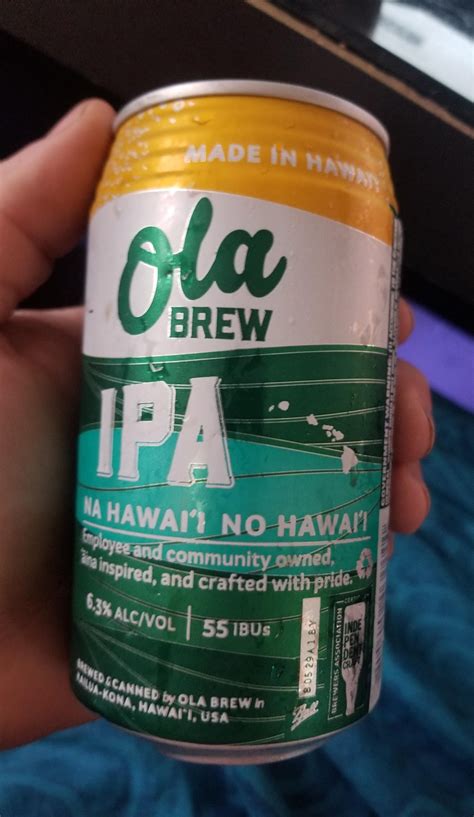 MADE IN HAWAI'I
Ola
BREW
IPA
NA HAWAI'I NO HAWAI'I
Employee and community owned,
'āina inspired, and crafted with pride.
6.3% ALC/VOL | 55 IBUs
BREWED & CANNED by OLA BREW in
KAILUA-KONA, HAWAI'I, USA
BREWERS ASSOCIATION
GOVERNMENT WARNING